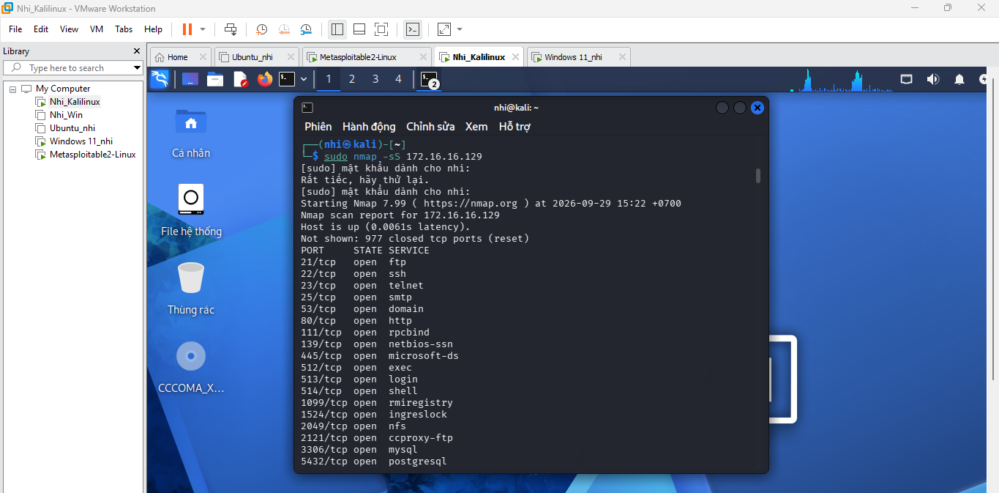 Nhi_Kalilinux - VMware Workstation
File Edit View VM Tabs Help
Library
Type here to search
My Computer
Nhi_Kalilinux
Nhi_Win
Ubuntu_nhi
Windows 11_nhi
Metasploitable2-Linux
Home Ubuntu_nhi Metasploitable2-Linux Nhi_Kalilinux Windows 11_nhi
1 2 3 4 2
Cá nhân
File hệ thống
Thùng rác
CCCOMA_X...
nhi@kali: ~
Phiên Hành động Chỉnh sửa Xem Hỗ trợ
┌──(nhi㉿kali)-[~]
└─$ sudo nmap -sS 172.16.16.129
[sudo] mật khẩu dành cho nhi:
Rất tiếc, hãy thử lại.
[sudo] mật khẩu dành cho nhi:
Starting Nmap 7.99 ( https://nmap.org ) at 2026-09-29 15:22 +0700
Nmap scan report for 172.16.16.129
Host is up (0.0061s latency).
Not shown: 977 closed tcp ports (reset)
PORT STATE SERVICE
21/tcp open ftp
22/tcp open ssh
23/tcp open telnet
25/tcp open smtp
53/tcp open domain
80/tcp open http
111/tcp open rpcbind
139/tcp open netbios-ssn
445/tcp open microsoft-ds
512/tcp open exec
513/tcp open login
514/tcp open shell
1099/tcp open rmiregistry
1524/tcp open ingreslock
2049/tcp open nfs
2121/tcp open ccproxy-ftp
3306/tcp open mysql
5432/tcp open postgresql